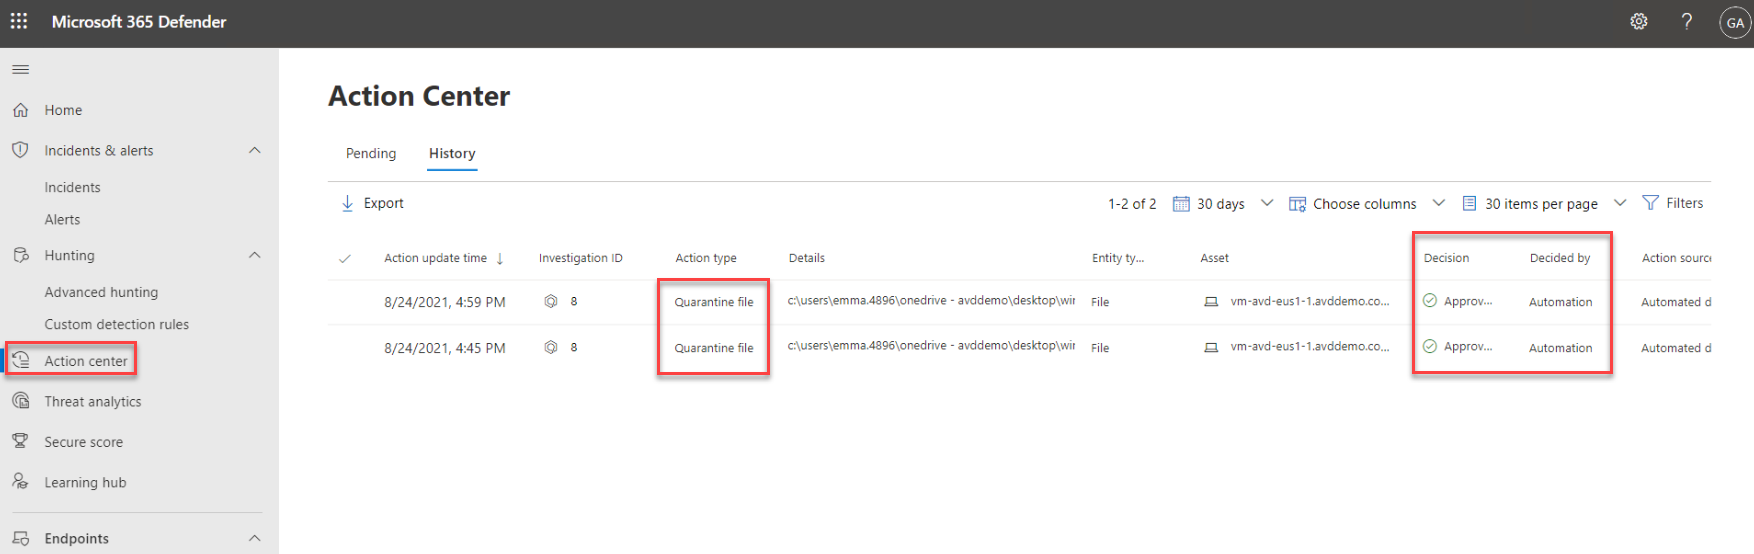 Microsoft 365 Defender
GA
Home
Incidents & alerts
Incidents
Alerts
Hunting
Advanced hunting
Custom detection rules
Action center
Threat analytics
Secure score
Learning hub
Endpoints
Action Center
Pending History
Export 1-2 of 2 30 days Choose columns 30 items per page Filters
Action update time Investigation ID Action type Details Entity ty... Asset Decision Decided by Action source
8/24/2021, 4:59 PM 8 Quarantine file c:\users\emma.4896\onedrive - avddemo\desktop\wir File vm-avd-eus1-1.avddemo.co... Approv... Automation Automated d
8/24/2021, 4:45 PM 8 Quarantine file c:\users\emma.4896\onedrive - avddemo\desktop\wir File vm-avd-eus1-1.avddemo.co... Approv... Automation Automated d